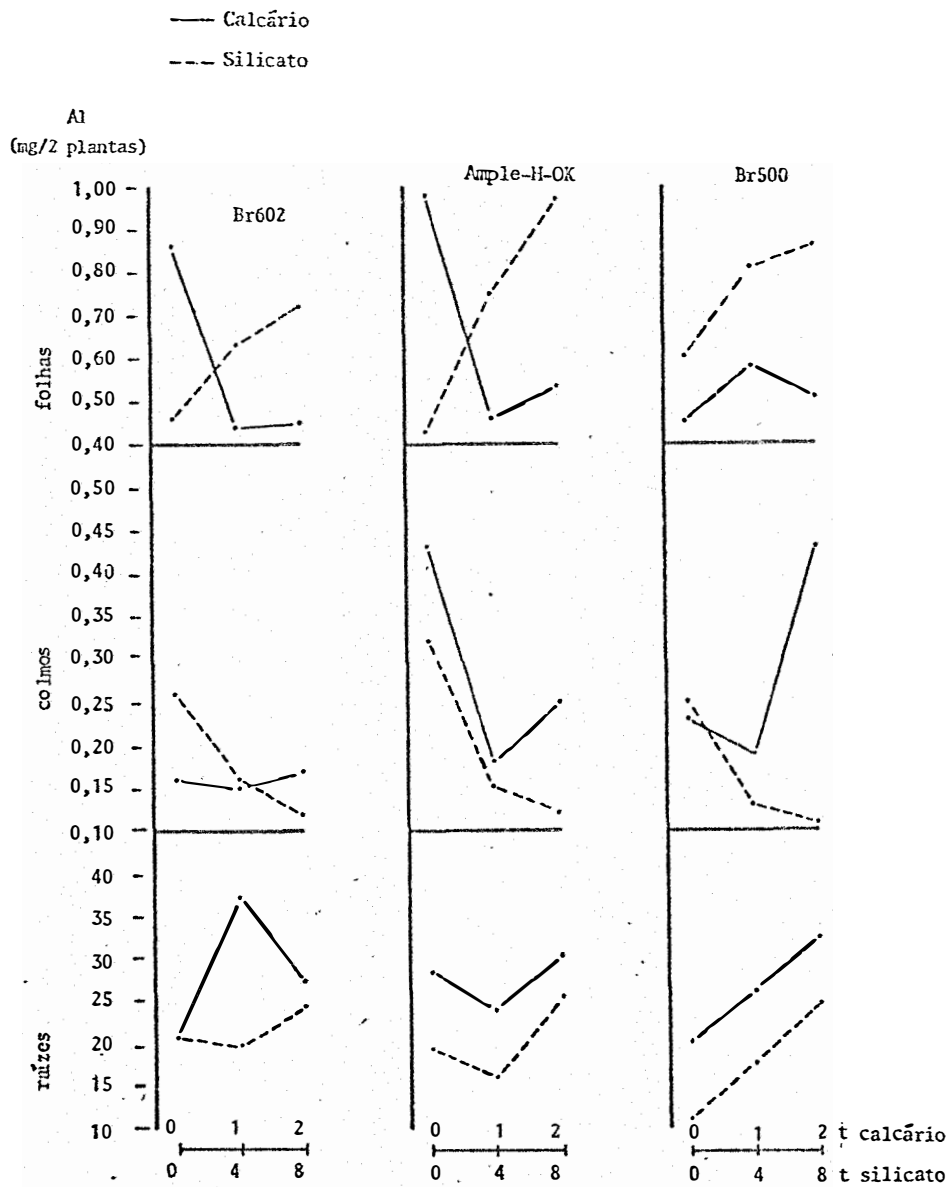 Calcário
Silicato
Al
(mg/2 plantas)
Br602
Ample-H-OK
Br500
folhas
1,00
0,90
0,80
0,70
0,60
0,50
0,40
colmos
0,50
0,45
0,40
0,35
0,30
0,25
0,20
0,15
0,10
raízes
40
35
30
25
20
15
10
0 1 2 0 1 2 0 1 2 t calcário
0 4 8 0 4 8 0 4 8 t silicato